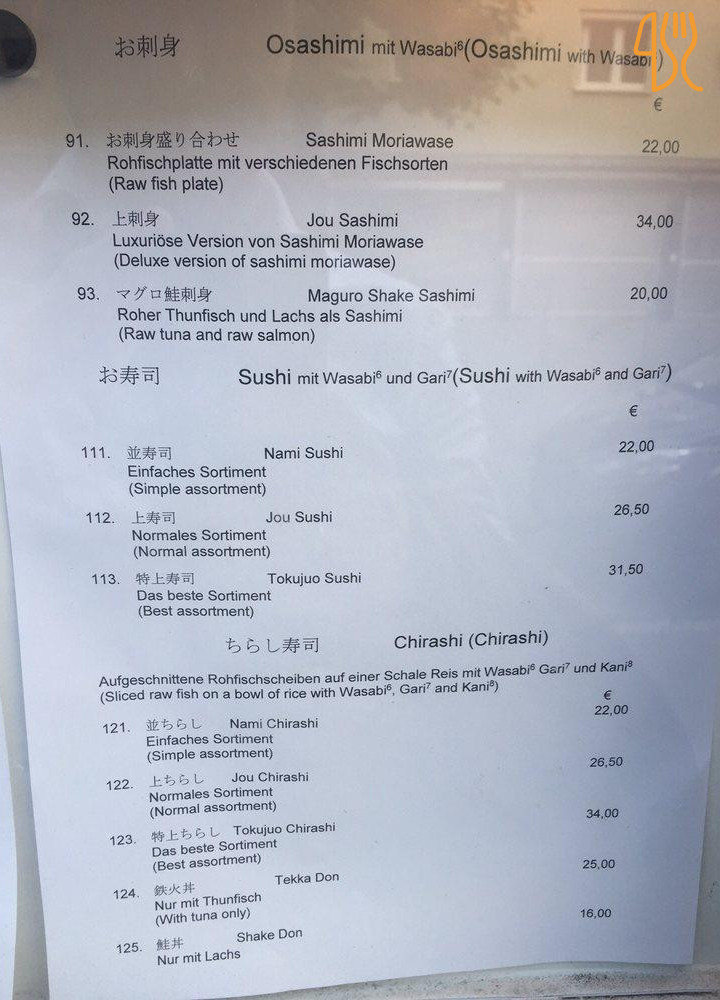 お刺身 Osashimi mit Wasabi⁶(Osashimi with Wasabi⁶)
€
91. お刺身盛り合わせ Sashimi Moriawase 22,00
Rohfischplatte mit verschiedenen Fischsorten
(Raw fish plate)
92. 上刺身 Jou Sashimi 34,00
Luxuriöse Version von Sashimi Moriawase
(Deluxe version of sashimi moriawase)
93. マグロ鮭刺身 Maguro Shake Sashimi 20,00
Roher Thunfisch und Lachs als Sashimi
(Raw tuna and raw salmon)
お寿司 Sushi mit Wasabi⁶ und Gari⁷(Sushi with Wasabi⁶ and Gari⁷)
€
111. 並寿司 Nami Sushi 22,00
Einfaches Sortiment
(Simple assortment)
112. 上寿司 Jou Sushi 26,50
Normales Sortiment
(Normal assortment)
113. 特上寿司 Tokujuo Sushi 31,50
Das beste Sortiment
(Best assortment)
ちらし寿司 Chirashi (Chirashi)
Aufgeschnittene Rohfischscheiben auf einer Schale Reis mit Wasabi⁶ Gari⁷ und Kani⁸
(Sliced raw fish on a bowl of rice with Wasabi⁶, Gari⁷ and Kani⁸)
€
121. 並ちらし Nami Chirashi 22,00
Einfaches Sortiment
(Simple assortment)
122. 上ちらし Jou Chirashi 26,50
Normales Sortiment
(Normal assortment)
123. 特上ちらし Tokujuo Chirashi 34,00
Das beste Sortiment
(Best assortment)
124. 鉄火丼 Tekka Don 25,00
Nur mit Thunfisch
(With tuna only)
125. 鮭丼 Shake Don 16,00
Nur mit Lachs